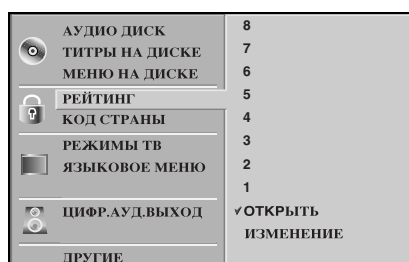 АУДИО ДИСК
ТИТРЫ НА ДИСКЕ
МЕНЮ НА ДИСКЕ
РЕЙТИНГ
КОД СТРАНЫ
РЕЖИМЫ ТВ
ЯЗЫКОВОЕ МЕНЮ
ЦИФР.АУД.ВЫХОД
ДРУГИЕ
8
7
6
5
4
3
2
1
✓ОТКРЫТЬ
ИЗМЕНЕНИЕ